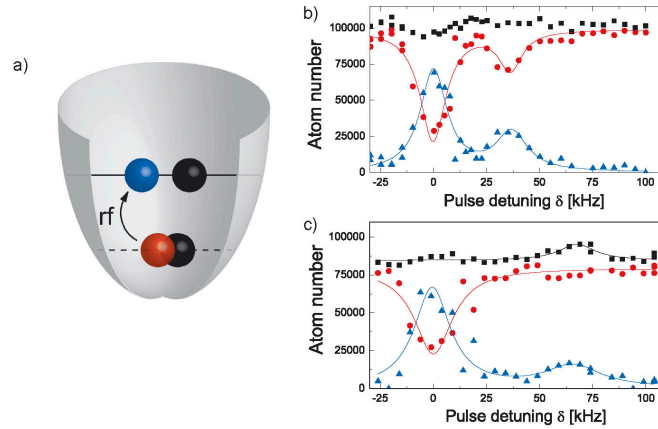 a)
rf
b)
Atom number
100000
75000
50000
25000
0
-25 0 25 50 75 100
Pulse detuning δ [kHz]
c)
Atom number
100000
75000
50000
25000
0
-25 0 25 50 75 100
Pulse detuning δ [kHz]